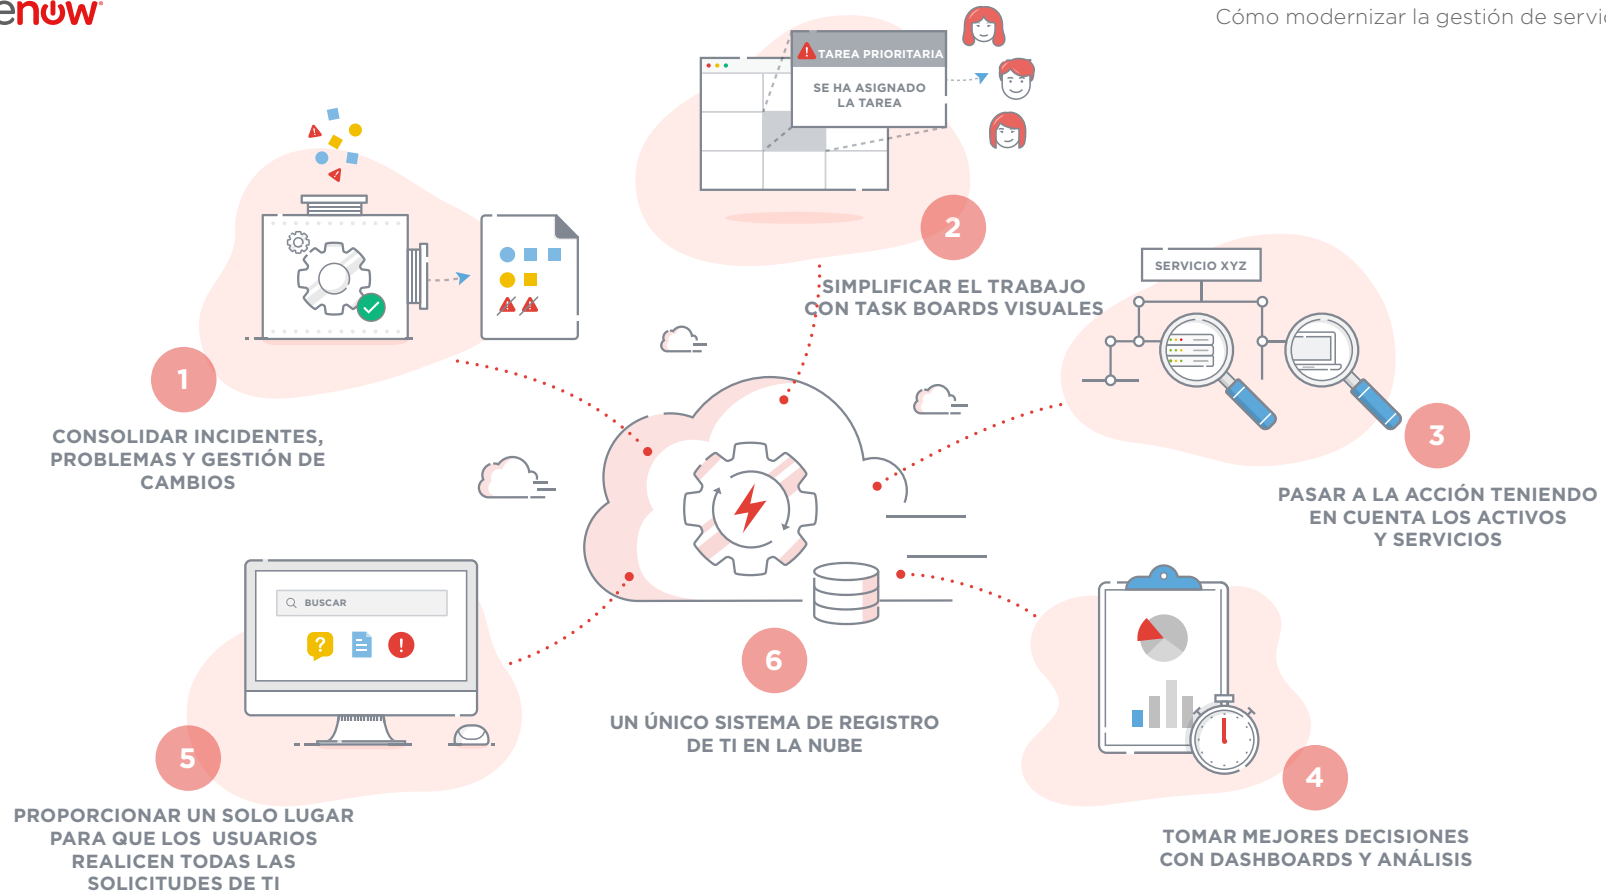 enow
Cómo modernizar la gestión de servic
TAREA PRIORITARIA
SE HA ASIGNADO
LA TAREA
2
SIMPLIFICAR EL TRABAJO
CON TASK BOARDS VISUALES
1
CONSOLIDAR INCIDENTES,
PROBLEMAS Y GESTIÓN DE
CAMBIOS
SERVICIO XYZ
3
PASAR A LA ACCIÓN TENIENDO
EN CUENTA LOS ACTIVOS
Y SERVICIOS
BUSCAR
?
!
5
PROPORCIONAR UN SOLO LUGAR
PARA QUE LOS USUARIOS
REALICEN TODAS LAS
SOLICITUDES DE TI
6
UN ÚNICO SISTEMA DE REGISTRO
DE TI EN LA NUBE
4
TOMAR MEJORES DECISIONES
CON DASHBOARDS Y ANÁLISIS